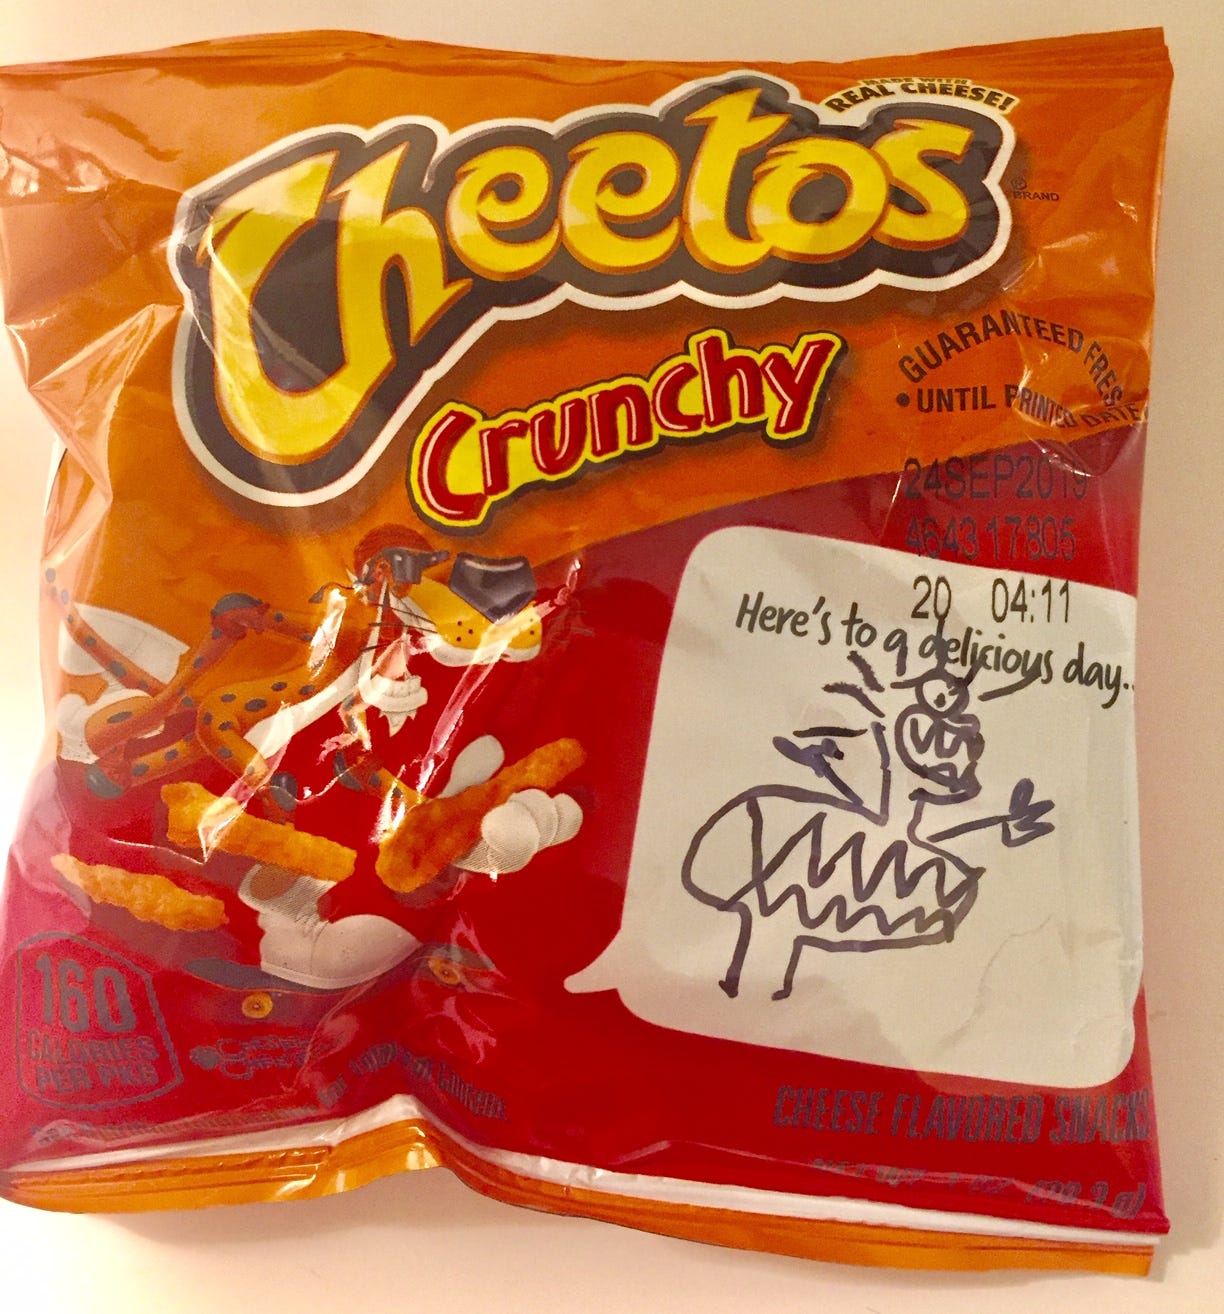 MADE WITH
REAL CHEESE!
Cheetos
® BRAND
Crunchy
GUARANTEED FRESH
• UNTIL PRINTED DATE
24SEP2019
4643 17805
20 04:11
Here's to a delicious day..
160
CALORIES
PER PKG
CHEESE FLAVORED SNACKS